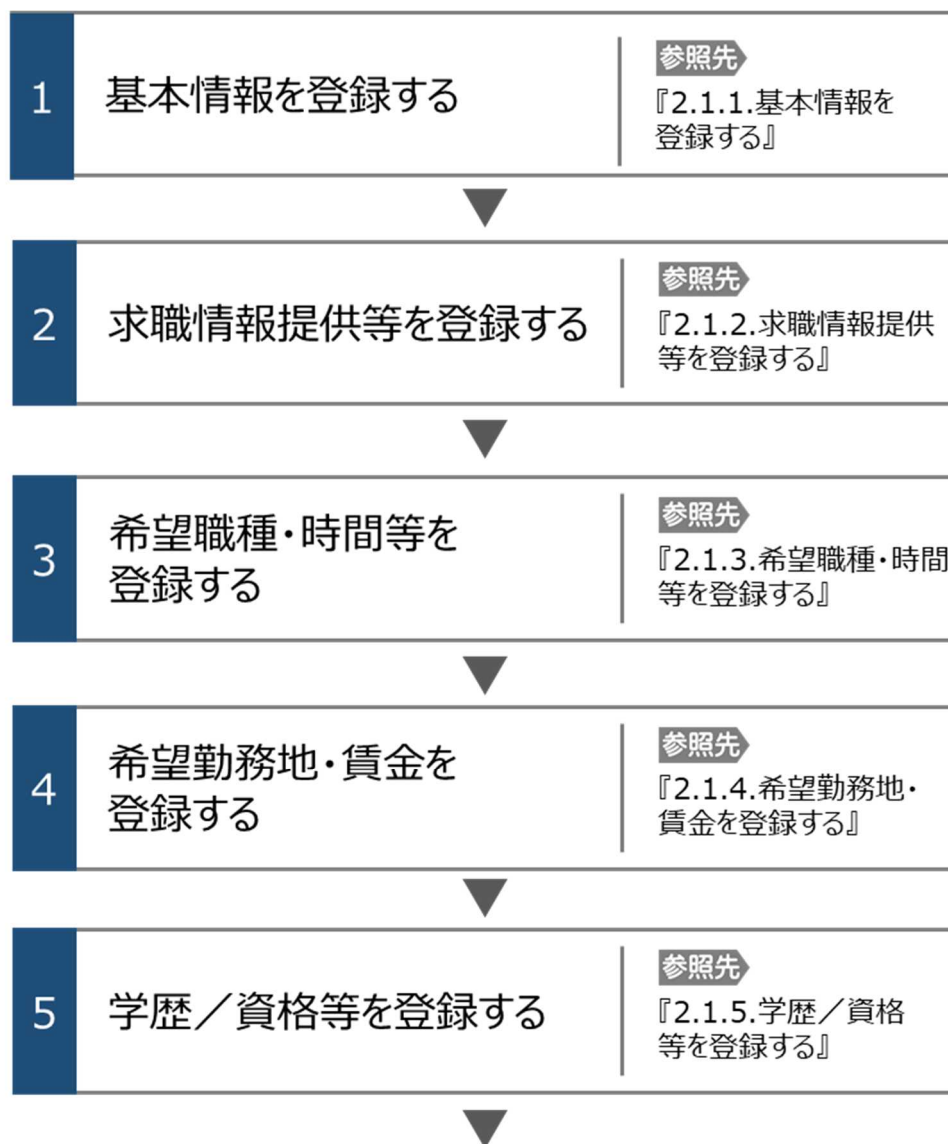 1
基本情報を登録する
参照先
『2.1.1.基本情報を
登録する』
2
求職情報提供等を登録する
参照先
『2.1.2.求職情報提供
等を登録する』
3
希望職種・時間等を
登録する
参照先
『2.1.3.希望職種・時間
等を登録する』
4
希望勤務地・賃金を
登録する
参照先
『2.1.4.希望勤務地・
賃金を登録する』
5
学歴／資格等を登録する
参照先
『2.1.5.学歴／資格
等を登録する』